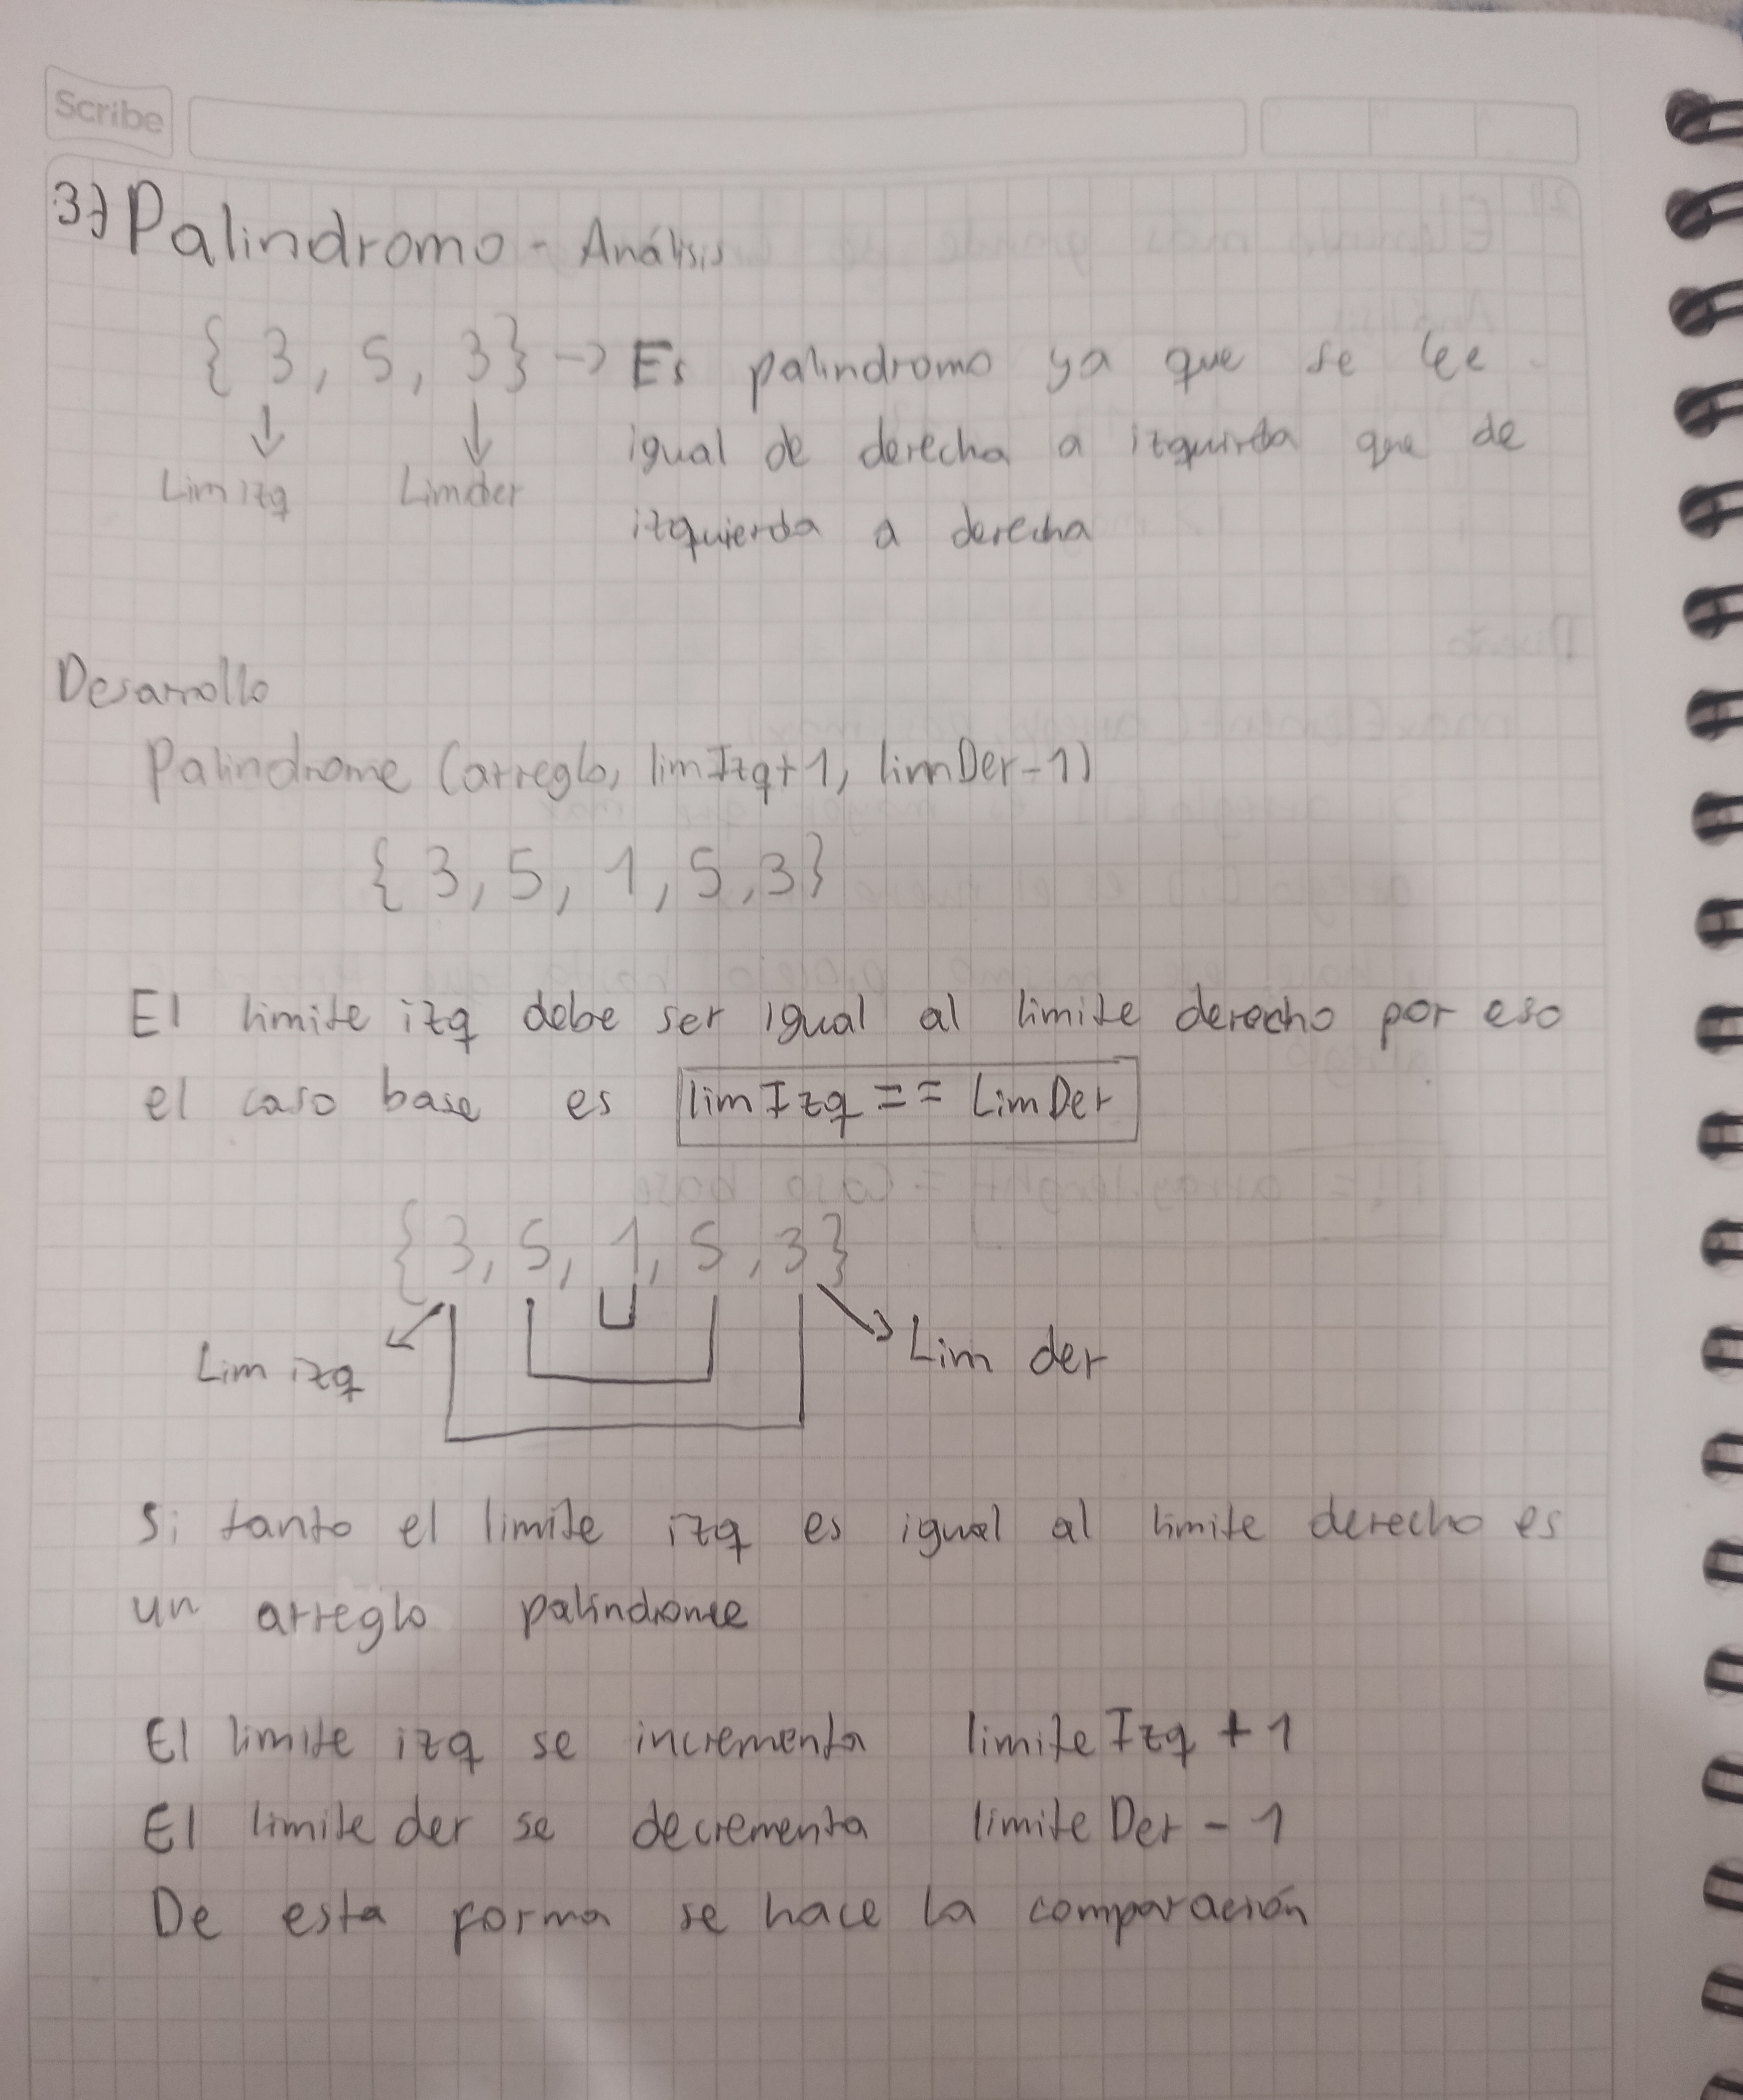 Scribe
3) Palindromo - Análisis
{ 3, 5, 3} -> Es palindromo ya que se lee
igual de derecha a izquirda que de
izquierda a derecha
Lim izq Limder
Desarrollo
Palindrome (arreglo, limIzq+1, limDer-1)
{ 3, 5, 1, 5, 3}
El limite izq debe ser igual al limite derecho por eso
el caso base es limIzq == LimDer
{ 3, 5, 1, 5, 3}
Lim izq Lim der
Si tanto el limite izq es igual al limite derecho es
un arreglo palindrome
El limite izq se incrementa limite Izq + 1
El limite der se decrementa limite Der - 1
De esta forma se hace la comparación